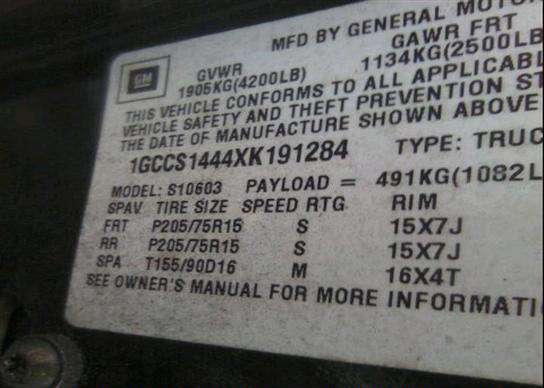 MFD BY GENERAL MOTO
GM
GVWR GAWR FRT
1905KG(4200LB) 1134KG(2500LB
THIS VEHICLE CONFORMS TO ALL APPLICABL
VEHICLE SAFETY AND THEFT PREVENTION ST
THE DATE OF MANUFACTURE SHOWN ABOVE
1GCCS1444XK191284 TYPE: TRUC
MODEL: S10603 PAYLOAD = 491KG(1082L
SPAV TIRE SIZE SPEED RTG RIM
FRT P205/75R15 S 15X7J
RR P205/75R15 S 15X7J
SPA T155/90D16 M 16X4T
SEE OWNER'S MANUAL FOR MORE INFORMATI